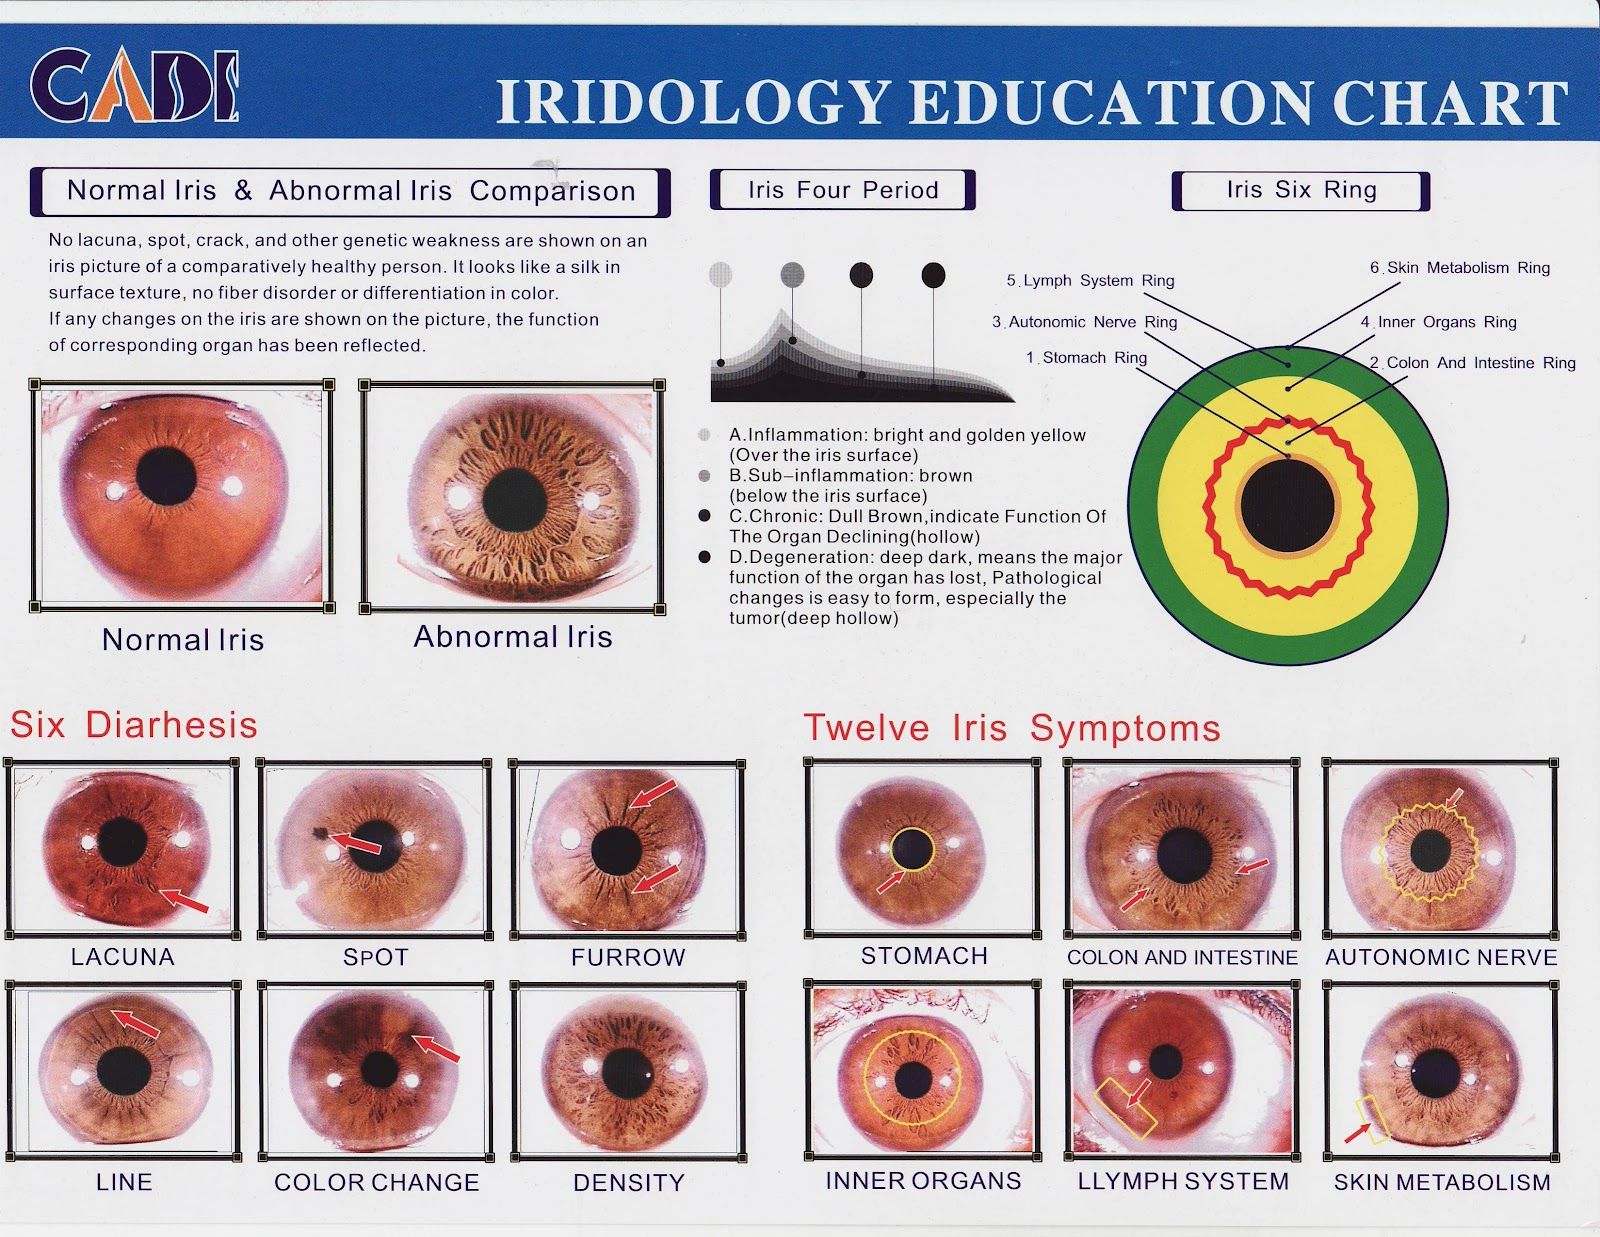 CADI
IRIDOLOGY EDUCATION CHART
Normal Iris & Abnormal Iris Comparison
No lacuna, spot, crack, and other genetic weakness are shown on an
iris picture of a comparatively healthy person. It looks like a silk in
surface texture, no fiber disorder or differentiation in color.
If any changes on the iris are shown on the picture, the function
of corresponding organ has been reflected.
Normal Iris
Abnormal Iris
Iris Four Period
A.Inflammation: bright and golden yellow
(Over the iris surface)
B.Sub-inflammation: brown
(below the iris surface)
C.Chronic: Dull Brown,indicate Function Of
The Organ Declining(hollow)
D.Degeneration: deep dark, means the major
function of the organ has lost, Pathological
changes is easy to form, especially the
tumor(deep hollow)
Iris Six Ring
6.Skin Metabolism Ring
5.Lymph System Ring
3.Autonomic Nerve Ring
4.Inner Organs Ring
1.Stomach Ring
2.Colon And Intestine Ring
Six Diarhesis
LACUNA
SPOT
FURROW
LINE
COLOR CHANGE
DENSITY
Twelve Iris Symptoms
STOMACH
COLON AND INTESTINE
AUTONOMIC NERVE
INNER ORGANS
LLYMPH SYSTEM
SKIN METABOLISM